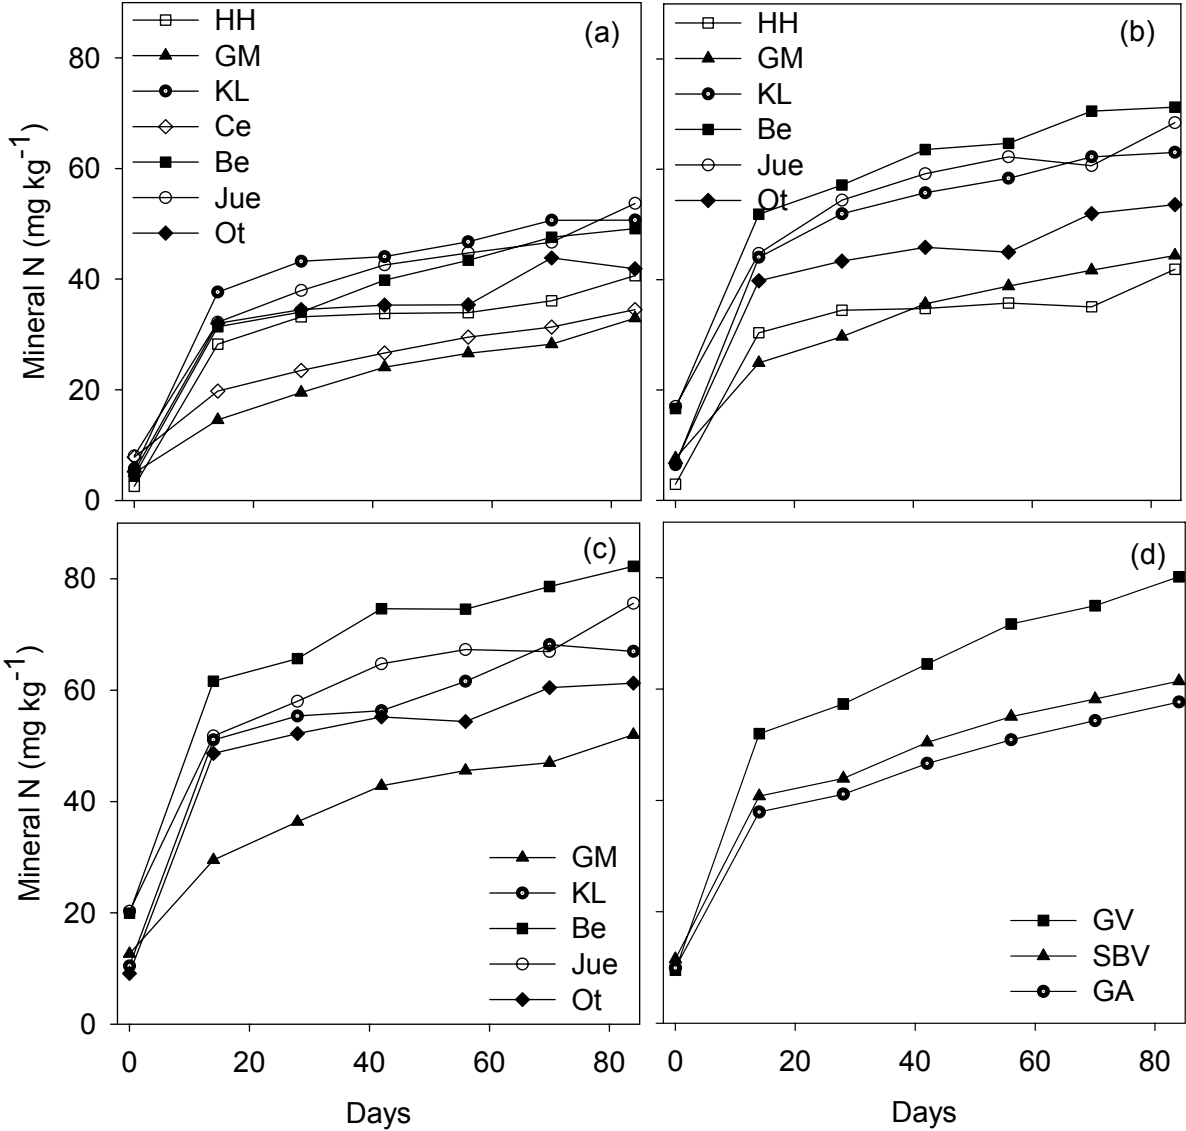 (a)
HH
GM
KL
Ce
Be
Jue
Ot
80
60
40
20
0
Mineral N (mg kg⁻¹)
(b)
HH
GM
KL
Be
Jue
Ot
(c)
80
60
40
20
0
Mineral N (mg kg⁻¹)
GM
KL
Be
Jue
Ot
0 20 40 60 80
Days
(d)
GV
SBV
GA
0 20 40 60 80
Days